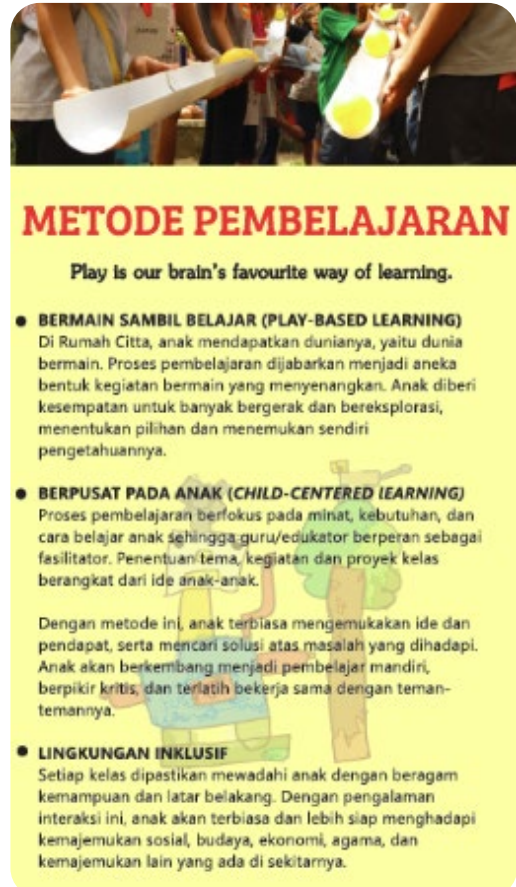 METODE PEMBELAJARAN
Play is our brain's favourite way of learning.
● BERMAIN SAMBIL BELAJAR (PLAY-BASED LEARNING)
Di Rumah Citta, anak mendapatkan dunianya, yaitu dunia
bermain. Proses pembelajaran dijabarkan menjadi aneka
bentuk kegiatan bermain yang menyenangkan. Anak diberi
kesempatan untuk banyak bergerak dan bereksplorasi,
menentukan pilihan dan menemukan sendiri
pengetahuannya.
● BERPUSAT PADA ANAK (CHILD-CENTERED lEARNING)
Proses pembelajaran berfokus pada minat, kebutuhan, dan
cara belajar anak sehingga guru/edukator berperan sebagai
fasilitator. Penentuan tema, kegiatan dan proyek kelas
berangkat dari ide anak-anak.
Dengan metode ini, anak terbiasa mengemukakan ide dan
pendapat, serta mencari solusi atas masalah yang dihadapi.
Anak akan berkembang menjadi pembelajar mandiri,
berpikir kritis, dan terlatih bekerja sama dengan teman-
temannya.
● LINGKUNGAN INKLUSIF
Setiap kelas dipastikan mewadahi anak dengan beragam
kemampuan dan latar belakang. Dengan pengalaman
interaksi ini, anak akan terbiasa dan lebih siap menghadapi
kemajemukan sosial, budaya, ekonomi, agama, dan
kemajemukan lain yang ada di sekitarnya.